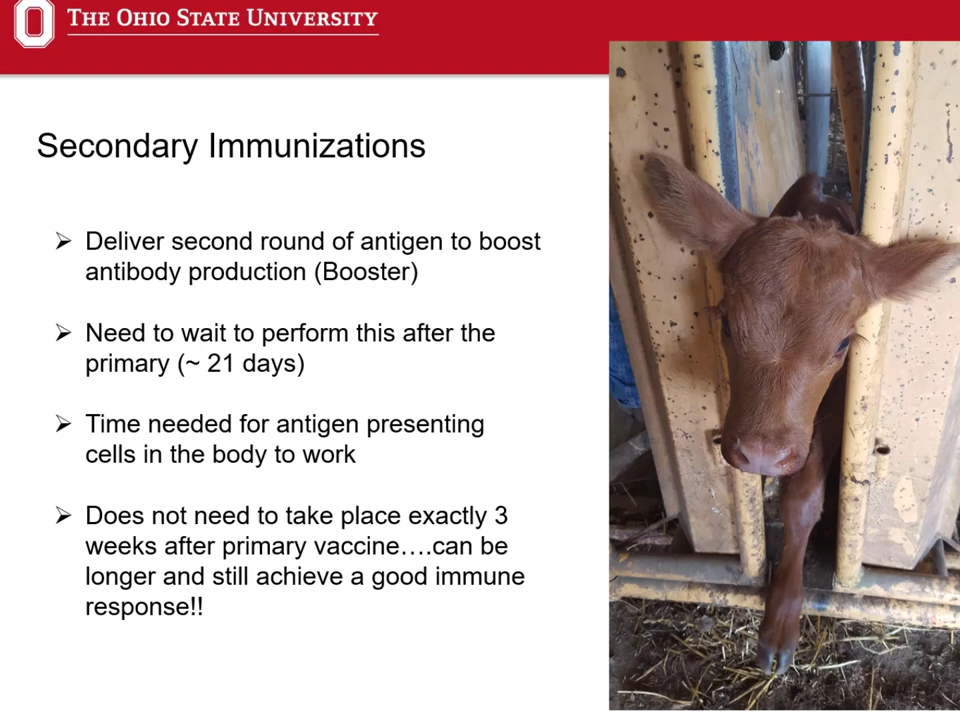 The Ohio State University
Secondary Immunizations
➢ Deliver second round of antigen to boost
antibody production (Booster)
➢ Need to wait to perform this after the
primary (~ 21 days)
➢ Time needed for antigen presenting
cells in the body to work
➢ Does not need to take place exactly 3
weeks after primary vaccine….can be
longer and still achieve a good immune
response!!